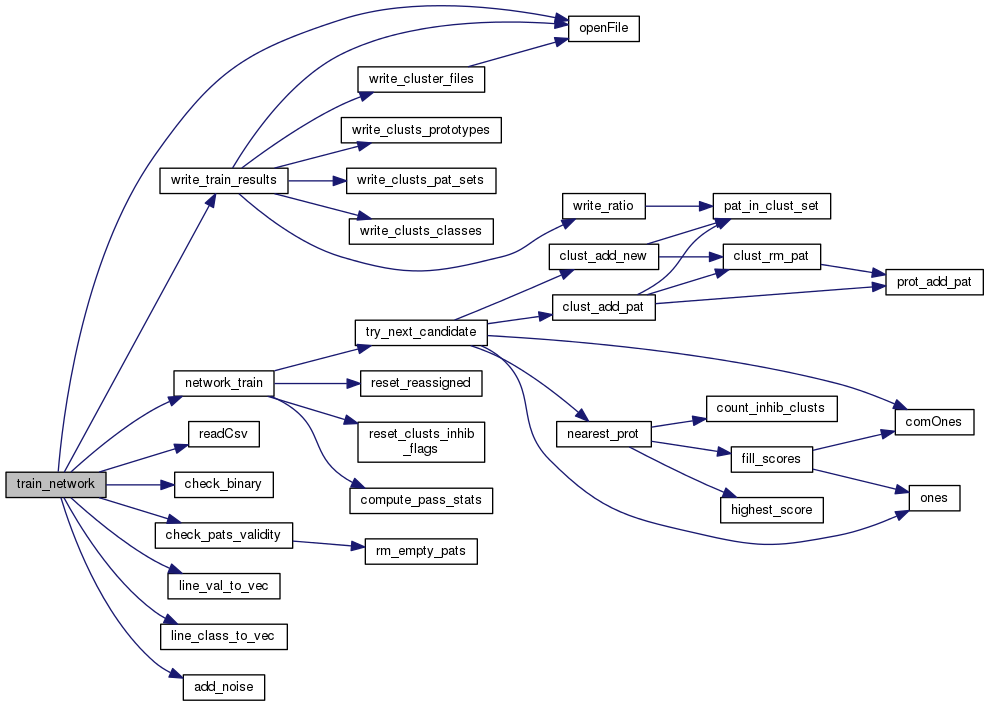 openFile
write_cluster_files
write_clusts_prototypes
write_train_results
write_clusts_pat_sets
write_clusts_classes
write_ratio
pat_in_clust_set
clust_add_new
clust_rm_pat
prot_add_pat
clust_add_pat
try_next_candidate
network_train
reset_reassigned
count_inhib_clusts
comOnes
readCsv
reset_clusts_inhib
_flags
nearest_prot
fill_scores
train_network
check_binary
compute_pass_stats
ones
highest_score
check_pats_validity
rm_empty_pats
line_val_to_vec
line_class_to_vec
add_noise